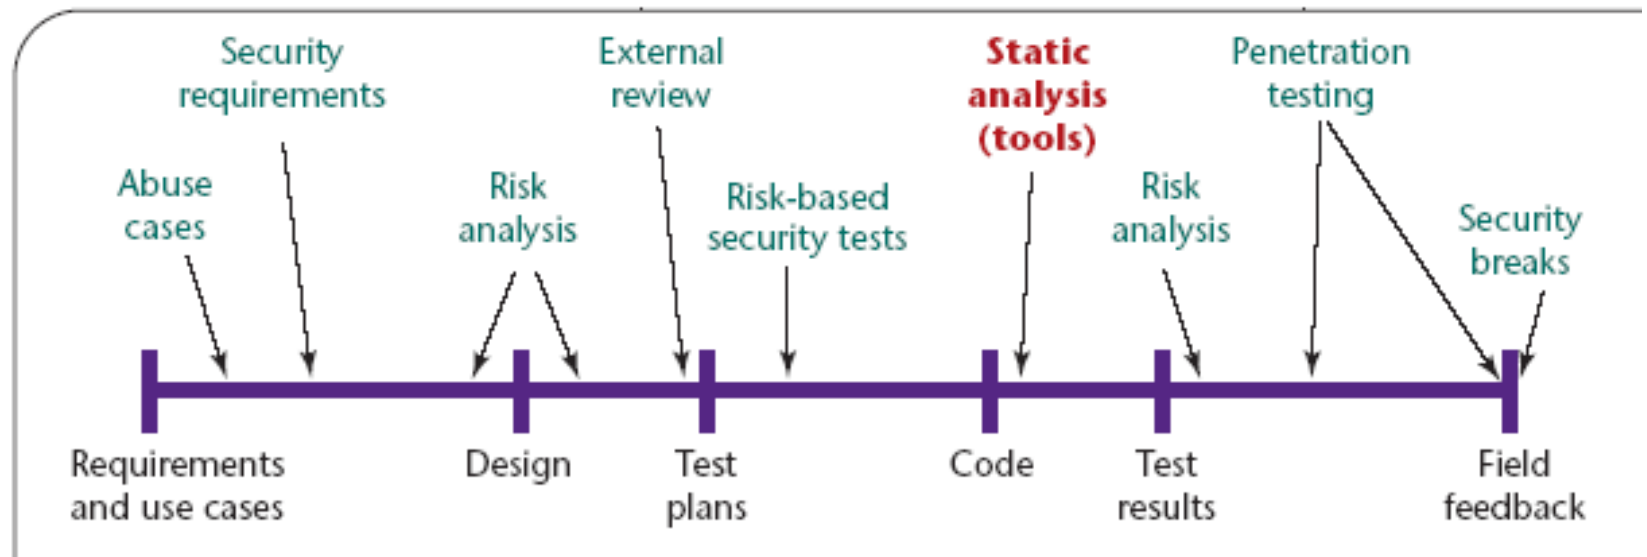 Security
requirements
External
review
Static
analysis
(tools)
Penetration
testing
Abuse
cases
Risk
analysis
Risk-based
security tests
Risk
analysis
Security
breaks
Requirements
and use cases
Design
Test
plans
Code
Test
results
Field
feedback